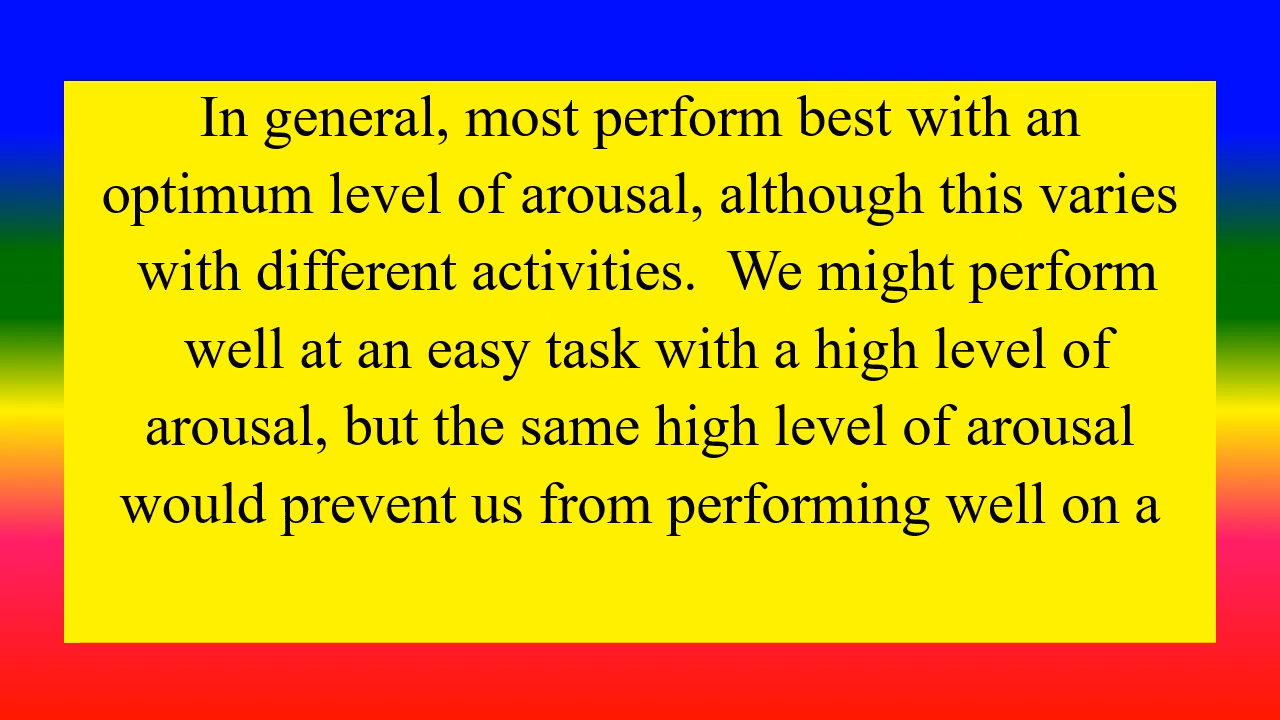 In general, most perform best with an
optimum level of arousal, although this varies
with different activities.  We might perform
well at an easy task with a high level of
arousal, but the same high level of arousal
would prevent us from performing well on a